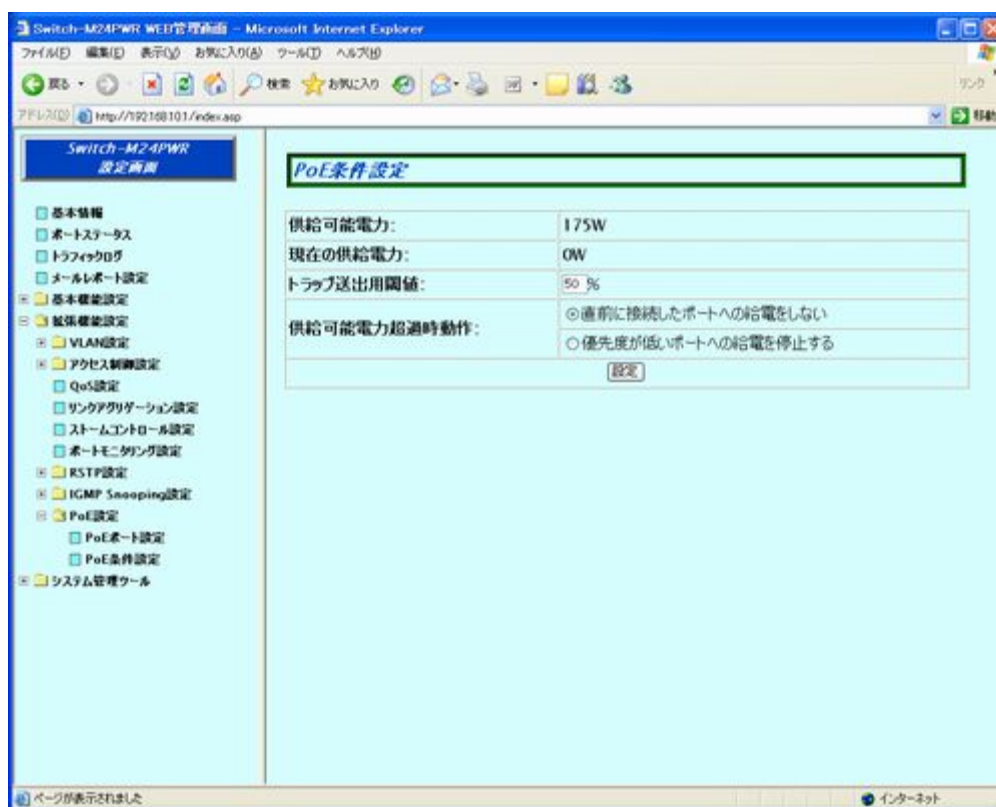 Switch-M24PWR WEB管理画面 - Microsoft Internet Explorer
ファイル(F) 編集(E) 表示(V) お気に入り(A) ツール(T) ヘルプ(H)
戻る 検索 お気に入り リンク
アドレス(D) http://192.168.10.1/index.asp 移動
Switch-M24PWR
設定画面
基本情報
ポートステータス
トラフィックログ
メールレポート設定
基本機能設定
拡張機能設定
VLAN設定
アクセス制御設定
QoS設定
リンクアグリゲーション設定
ストームコントロール設定
ポートモニタリング設定
RSTP設定
IGMP Snooping設定
PoE設定
PoEポート設定
PoE条件設定
システム管理ツール
PoE条件設定
供給可能電力: 175W
現在の供給電力: 0W
トラップ送出用閾値: 50 %
供給可能電力超過時動作:
直前に接続したポートへの給電をしない
優先度が低いポートへの給電を停止する
設定
ページが表示されました インターネット